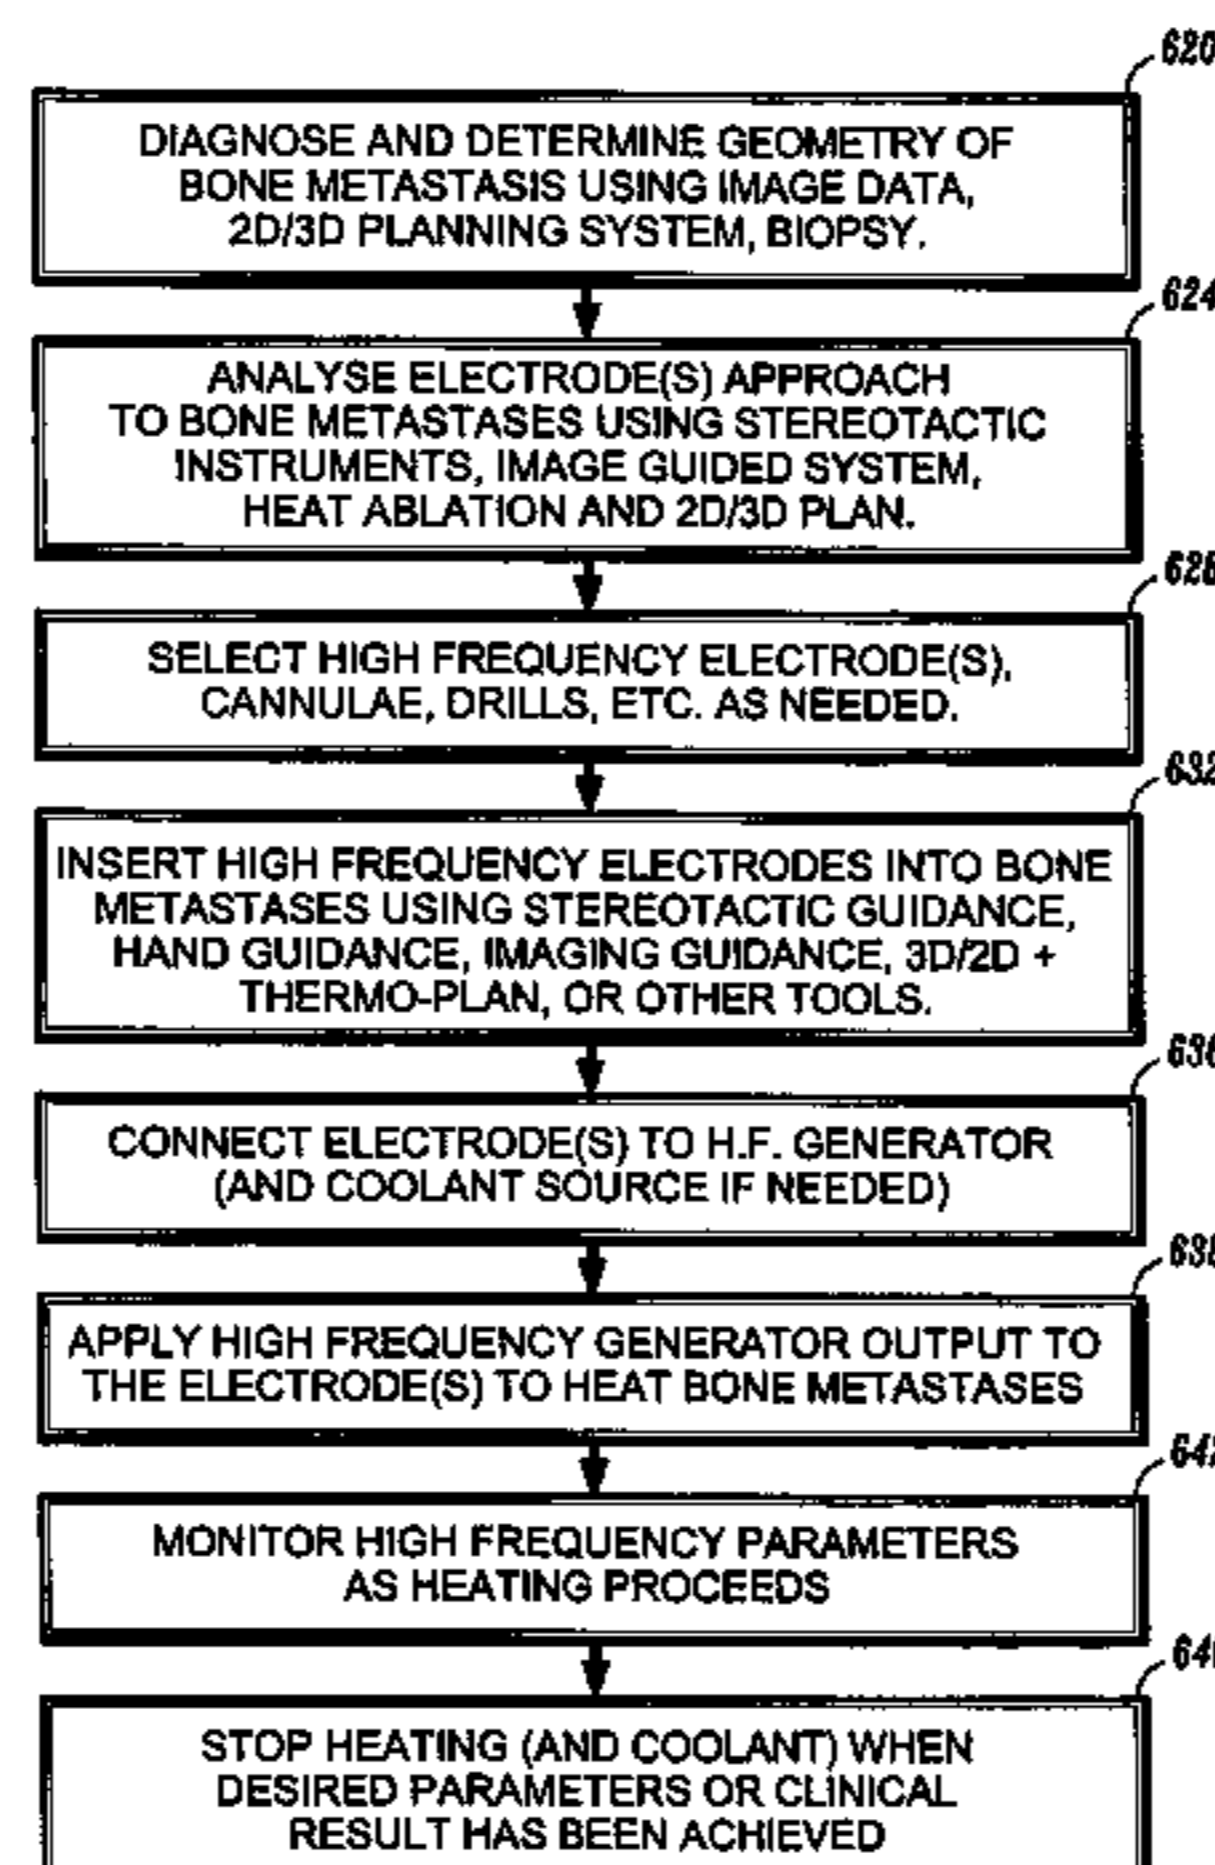 620
DIAGNOSE AND DETERMINE GEOMETRY OF
BONE METASTASIS USING IMAGE DATA,
2D/3D PLANNING SYSTEM, BIOPSY.
624
ANALYSE ELECTRODE(S) APPROACH
TO BONE METASTASES USING STEREOTACTIC
INSTRUMENTS, IMAGE GUIDED SYSTEM,
HEAT ABLATION AND 2D/3D PLAN.
628
SELECT HIGH FREQUENCY ELECTRODE(S),
CANNULAE, DRILLS, ETC. AS NEEDED.
632
INSERT HIGH FREQUENCY ELECTRODES INTO BONE
METASTASES USING STEREOTACTIC GUIDANCE,
HAND GUIDANCE, IMAGING GUIDANCE, 3D/2D +
THERMO-PLAN, OR OTHER TOOLS.
636
CONNECT ELECTRODE(S) TO H.F. GENERATOR
(AND COOLANT SOURCE IF NEEDED)
638
APPLY HIGH FREQUENCY GENERATOR OUTPUT TO
THE ELECTRODE(S) TO HEAT BONE METASTASES
642
MONITOR HIGH FREQUENCY PARAMETERS
AS HEATING PROCEEDS
STOP HEATING (AND COOLANT) WHEN
DESIRED PARAMETERS OR CLINICAL
RESULT HAS BEEN ACHIEVED